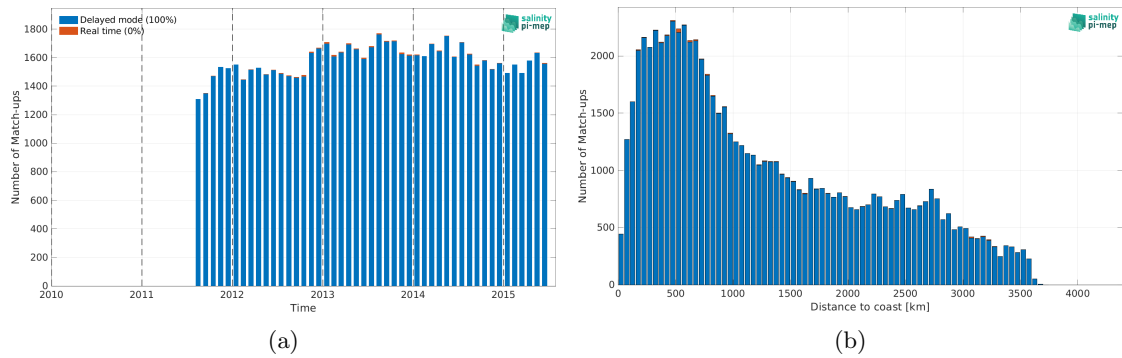 Delayed mode (100%)
Real time (0%)
salinity
pi-mep
1800
1600
1400
1200
1000
800
600
400
200
0
Number of Match-ups
2010 2011 2012 2013 2014 2015
Time
(a)
salinity
pi-mep
2000
1500
1000
500
0
Number of Match-ups
0 500 1000 1500 2000 2500 3000 3500 4000
Distance to coast [km]
(b)